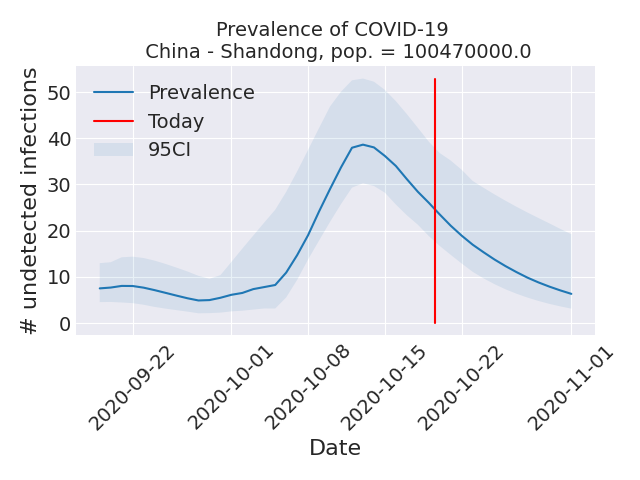 Prevalence of COVID-19
China - Shandong, pop. = 100470000.0
# undetected infections
50
40
30
20
10
0
Prevalence
Today
95CI
2020-09-22
2020-10-01
2020-10-08
2020-10-15
2020-10-22
2020-11-01
Date